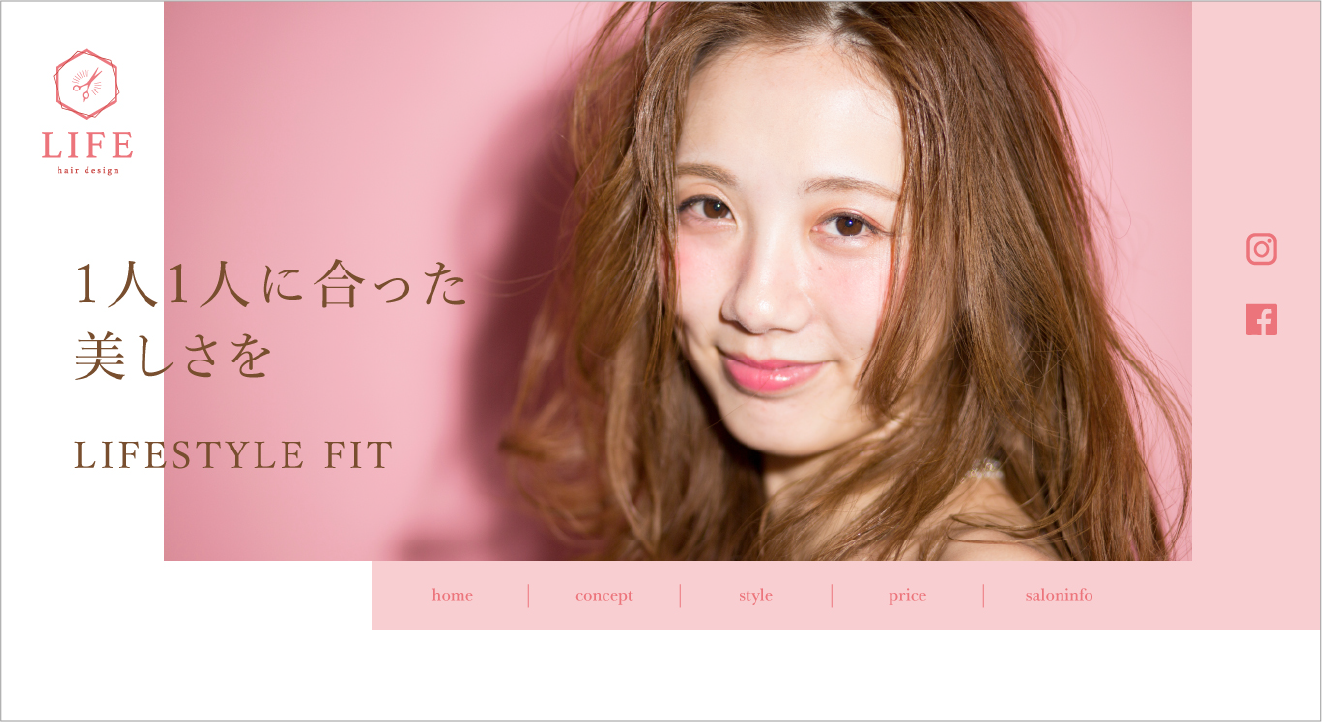 LIFE
hair design
1人1人に合った
美しさを
LIFESTYLE FIT
home | concept | style | price | saloninfo